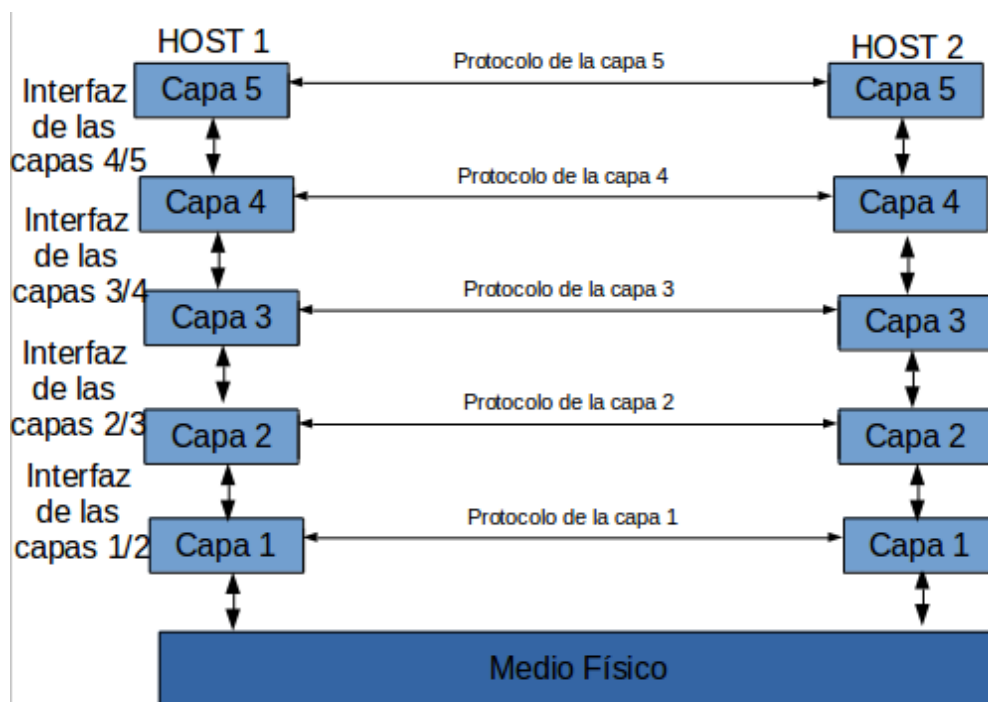 HOST 1
HOST 2
Protocolo de la capa 5
Capa 5
Capa 5
Interfaz
de las
capas 4/5
Protocolo de la capa 4
Capa 4
Capa 4
Interfaz
de las
capas 3/4
Protocolo de la capa 3
Capa 3
Capa 3
Interfaz
de las
capas 2/3
Protocolo de la capa 2
Capa 2
Capa 2
Interfaz
de las
capas 1/2
Protocolo de la capa 1
Capa 1
Capa 1
Medio Físico